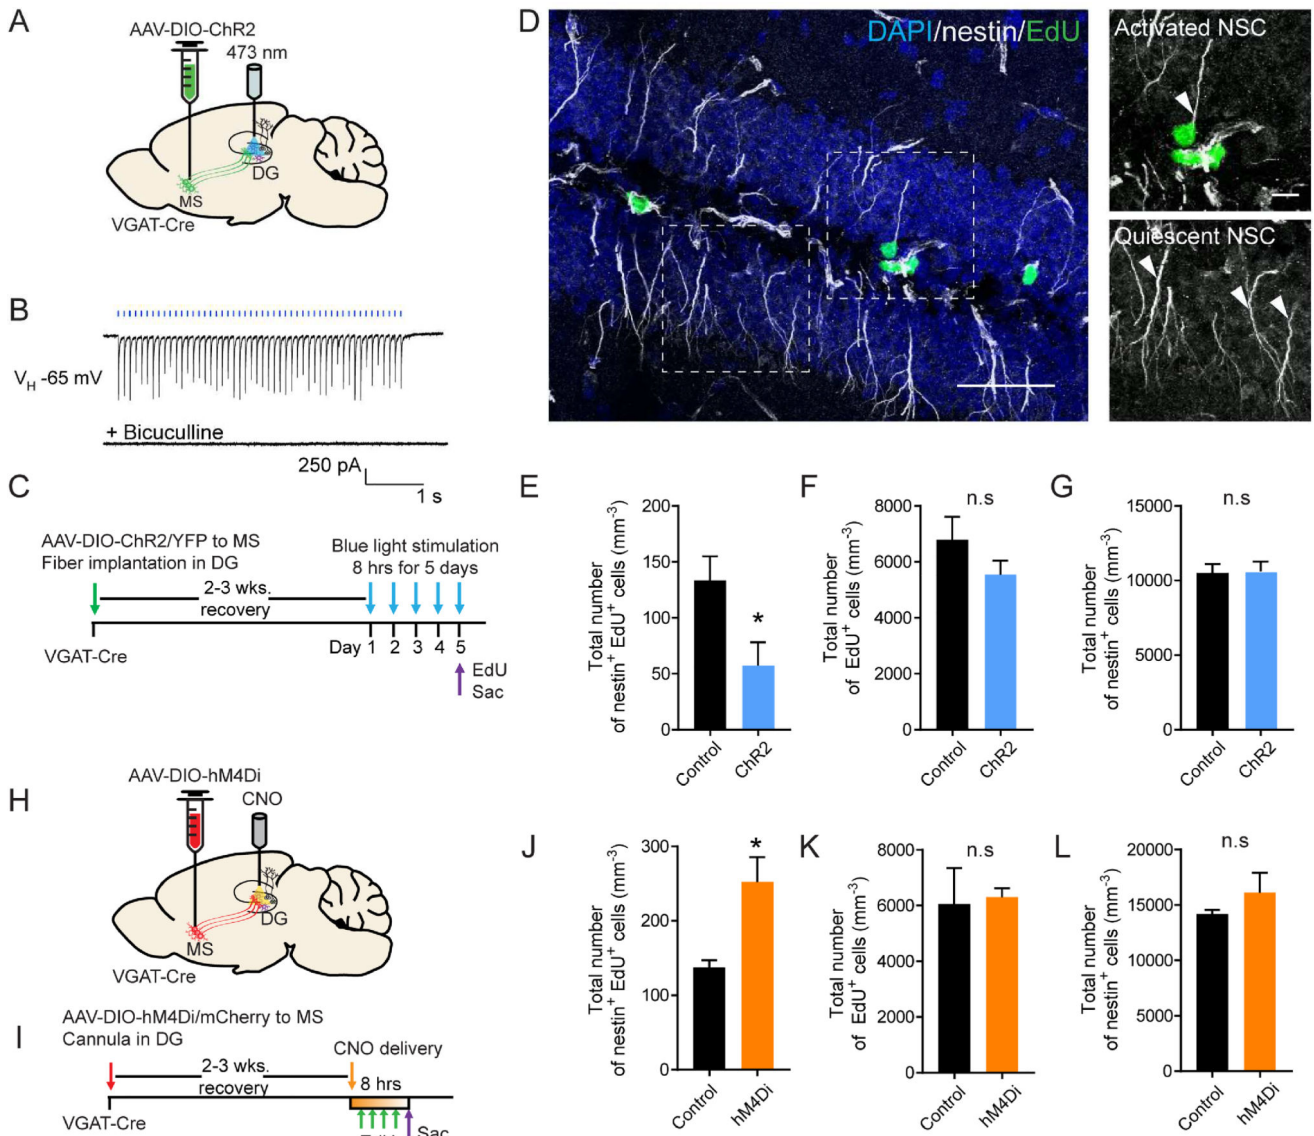 A
AAV-DIO-ChR2
473 nm
DG
MS
VGAT-Cre
B
VH -65 mV
+ Bicuculline
250 pA
1 s
C
AAV-DIO-ChR2/YFP to MS
Fiber implantation in DG
Blue light stimulation
8 hrs for 5 days
2-3 wks.
recovery
VGAT-Cre
Day 1 2 3 4 5
EdU
Sac
D
DAPI/nestin/EdU
Activated NSC
Quiescent NSC
E
Total number
of nestin+ EdU+ cells (mm-3)
200
150
100
50
0
*
Control
ChR2
F
Total number
of EdU+ cells (mm-3)
8000
6000
4000
2000
0
n.s
Control
ChR2
G
Total number
of nestin+ cells (mm-3)
15000
10000
5000
0
n.s
Control
ChR2
H
AAV-DIO-hM4Di
CNO
DG
MS
VGAT-Cre
I
AAV-DIO-hM4Di/mCherry to MS
Cannula in DG
CNO delivery
2-3 wks.
recovery
8 hrs
VGAT-Cre
Sac
J
Total number
of nestin+ EdU+ cells (mm-3)
300
200
100
0
*
Control
hM4Di
K
Total number
of EdU+ cells (mm-3)
8000
6000
4000
2000
0
n.s
Control
hM4Di
L
Total number
of nestin+ cells (mm-3)
20000
15000
10000
5000
0
n.s
Control
hM4Di